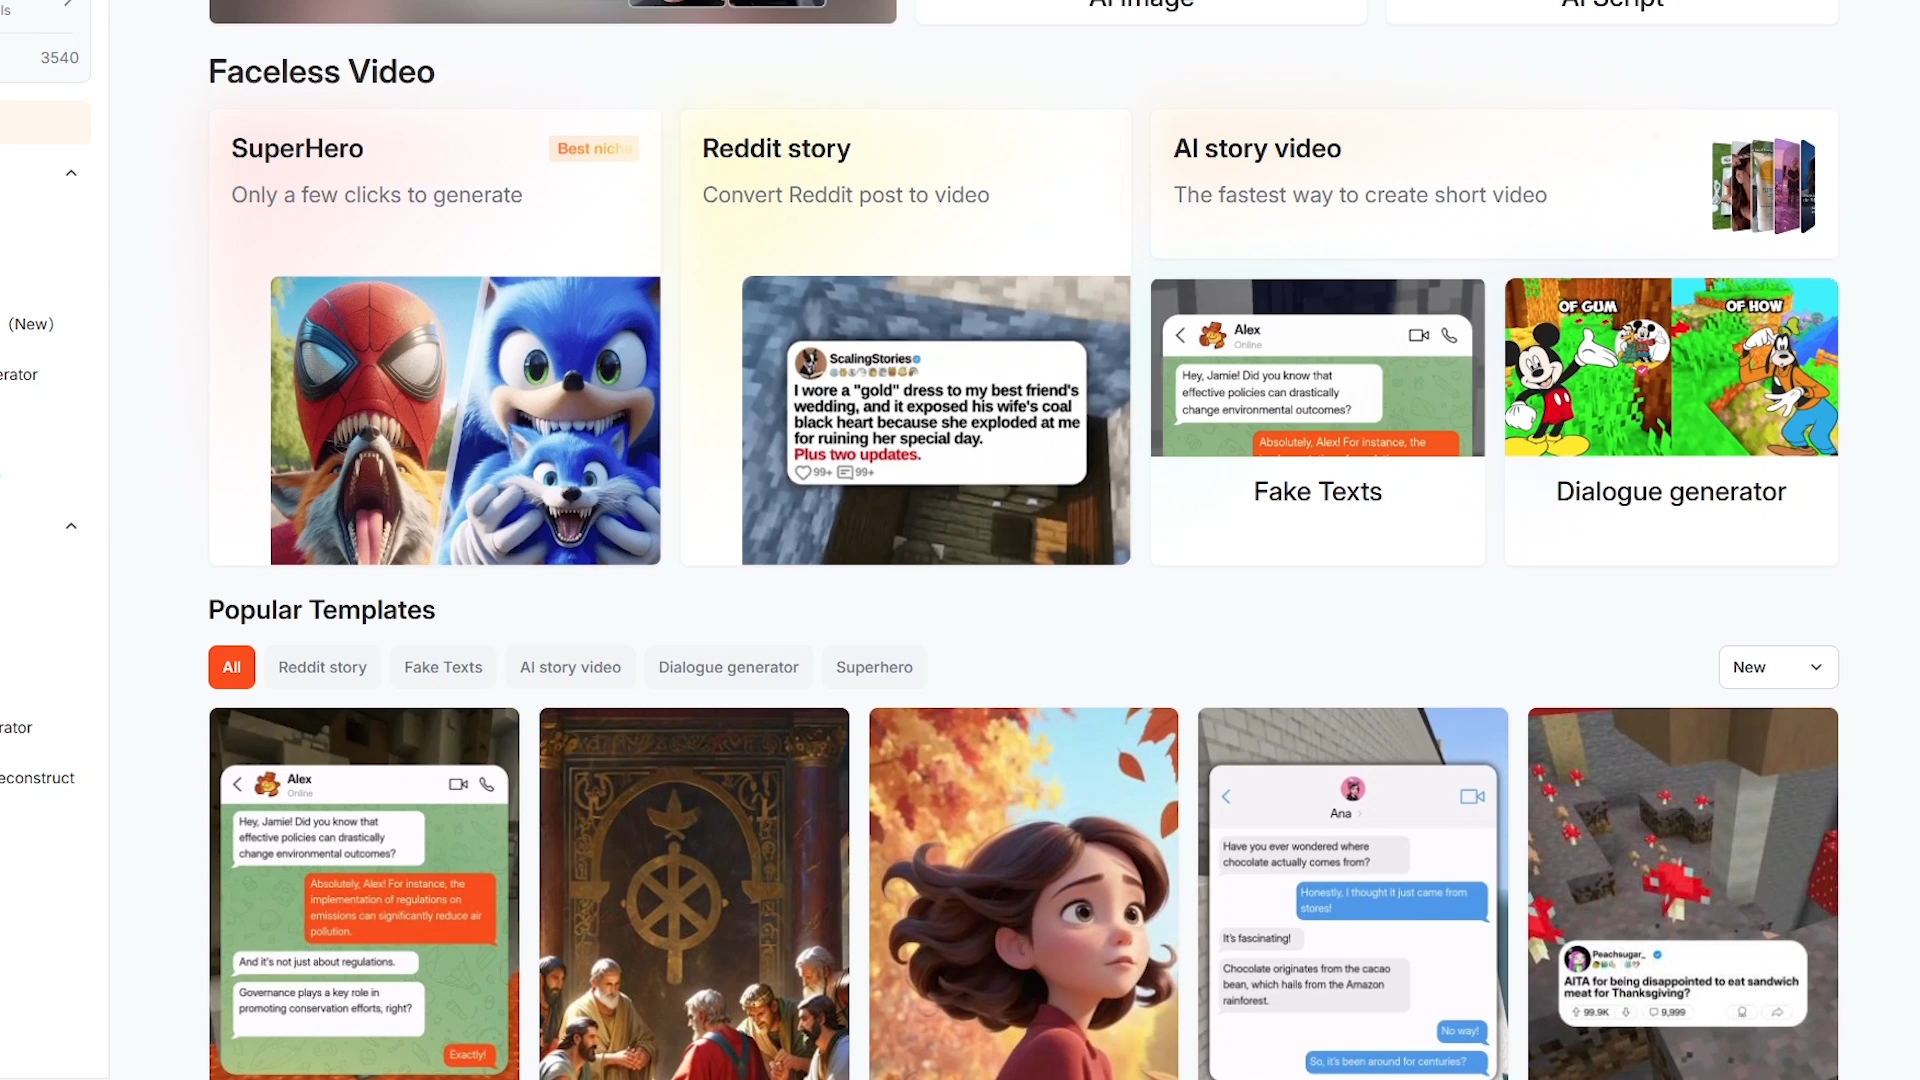 ls
3540
(New)
erator
rator
econstruct
AI Image
AI Script
Faceless Video
SuperHero
Best niche
Only a few clicks to generate
Reddit story
Convert Reddit post to video
ScalingStories
I wore a "gold" dress to my best friend's
wedding, and it exposed his wife's coal
black heart because she exploded at me
for ruining her special day.
Plus two updates.
99+ 99+
AI story video
The fastest way to create short video
Alex
Online
Hey, Jamie! Did you know that
effective policies can drastically
change environmental outcomes?
Absolutely, Alex! For instance, the
Fake Texts
OF GUM
OF HOW
Dialogue generator
Popular Templates
All
Reddit story
Fake Texts
AI story video
Dialogue generator
Superhero
New
Alex
Online
Hey, Jamie! Did you know that
effective policies can drastically
change environmental outcomes?
Absolutely, Alex! For instance, the
implementation of regulations on
emissions can significantly reduce air
pollution.
And it's not just about regulations.
Governance plays a key role in
promoting conservation efforts, right?
Exactly!
Ana
Have you ever wondered where
chocolate actually comes from?
Honestly, I thought it just came from
stores!
It's fascinating!
Chocolate originates from the cacao
bean, which hails from the Amazon
rainforest.
No way!
So, it's been around for centuries?
Peachsugar_
AITA for being disappointed to eat sandwich
meat for Thanksgiving?
99.9K 9,999